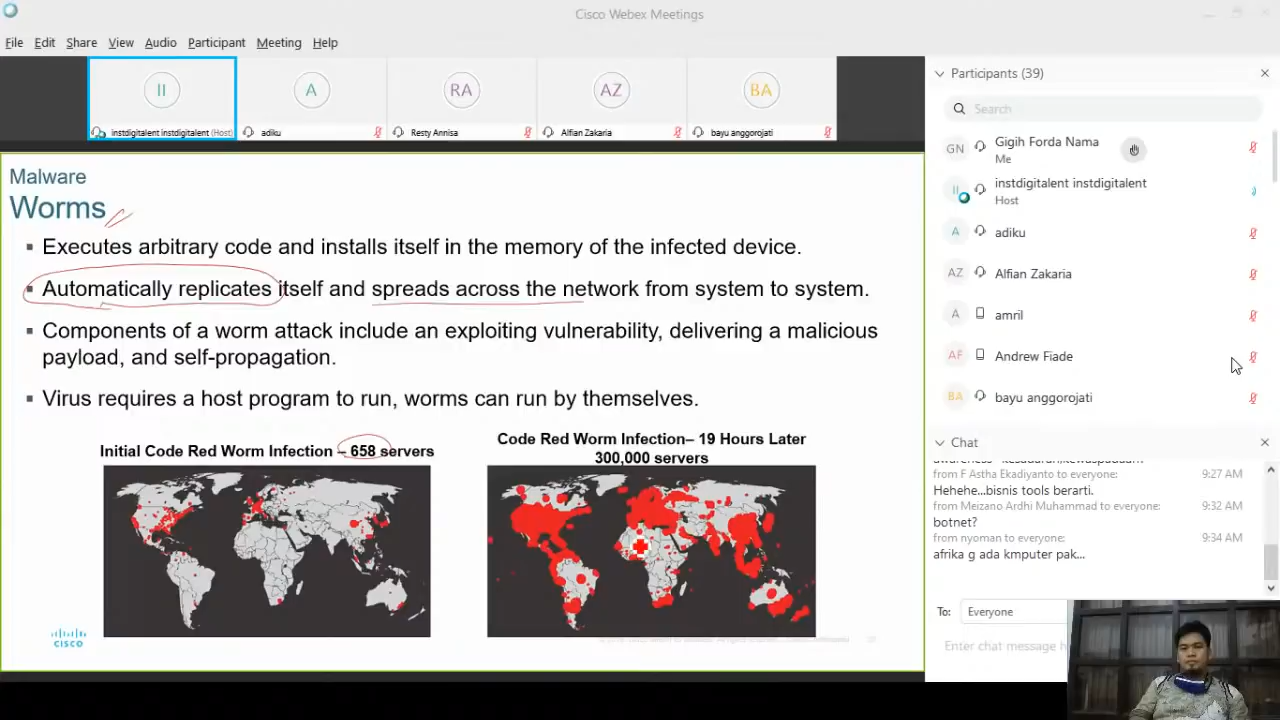 Cisco Webex Meetings
File Edit Share View Audio Participant Meeting Help
II A RA AZ BA
instdigitalent instdigitalent (Host) adiku Resty Annisa Alfian Zakaria bayu anggorojati
Malware
Worms
▪ Executes arbitrary code and installs itself in the memory of the infected device.
▪ Automatically replicates itself and spreads across the network from system to system.
▪ Components of a worm attack include an exploiting vulnerability, delivering a malicious
payload, and self-propagation.
▪ Virus requires a host program to run, worms can run by themselves.
Initial Code Red Worm Infection – 658 servers
Code Red Worm Infection– 19 Hours Later
300,000 servers
cisco
Participants (39)
Search
GN Gigih Forda Nama
Me
II instdigitalent instdigitalent
Host
A adiku
AZ Alfian Zakaria
A amril
AF Andrew Fiade
BA bayu anggorojati
Chat
from F Astha Ekadiyanto to everyone: 9:27 AM
Hehehe...bisnis tools berarti.
from Meizano Ardhi Muhammad to everyone: 9:32 AM
botnet?
from nyoman to everyone: 9:34 AM
afrika g ada kmputer pak...
To: Everyone
Enter chat message h